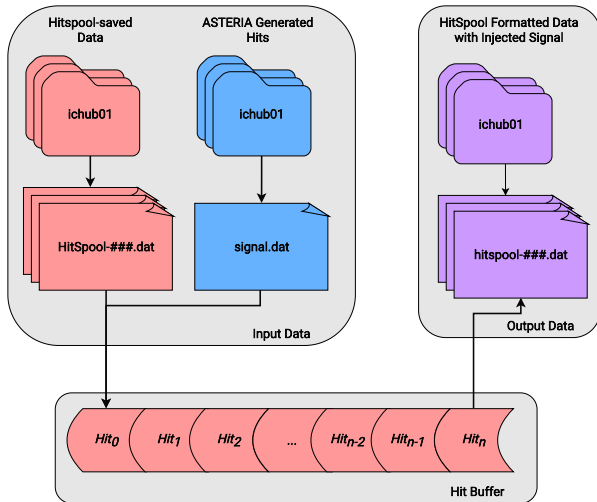 Hitspool-saved
Data
ASTERIA Generated
Hits
ichub01
ichub01
HitSpool-###.dat
signal.dat
Input Data
HitSpool Formatted Data
with Injected Signal
ichub01
hitspool-###.dat
Output Data
Hit0 Hit1 Hit2 ... Hitn-2 Hitn-1 Hitn
Hit Buffer